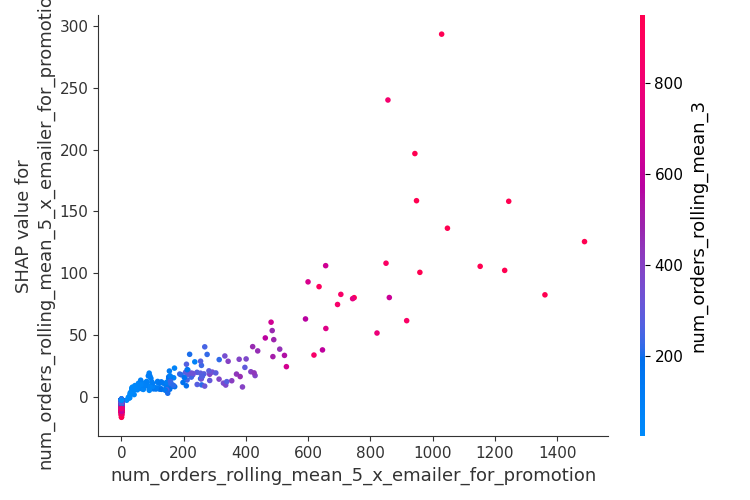 300
250
200
150
100
50
0
SHAP value for
num_orders_rolling_mean_5_x_emailer_for_promotio
0 200 400 600 800 1000 1200 1400
num_orders_rolling_mean_5_x_emailer_for_promotion
800
600
400
200
num_orders_rolling_mean_3